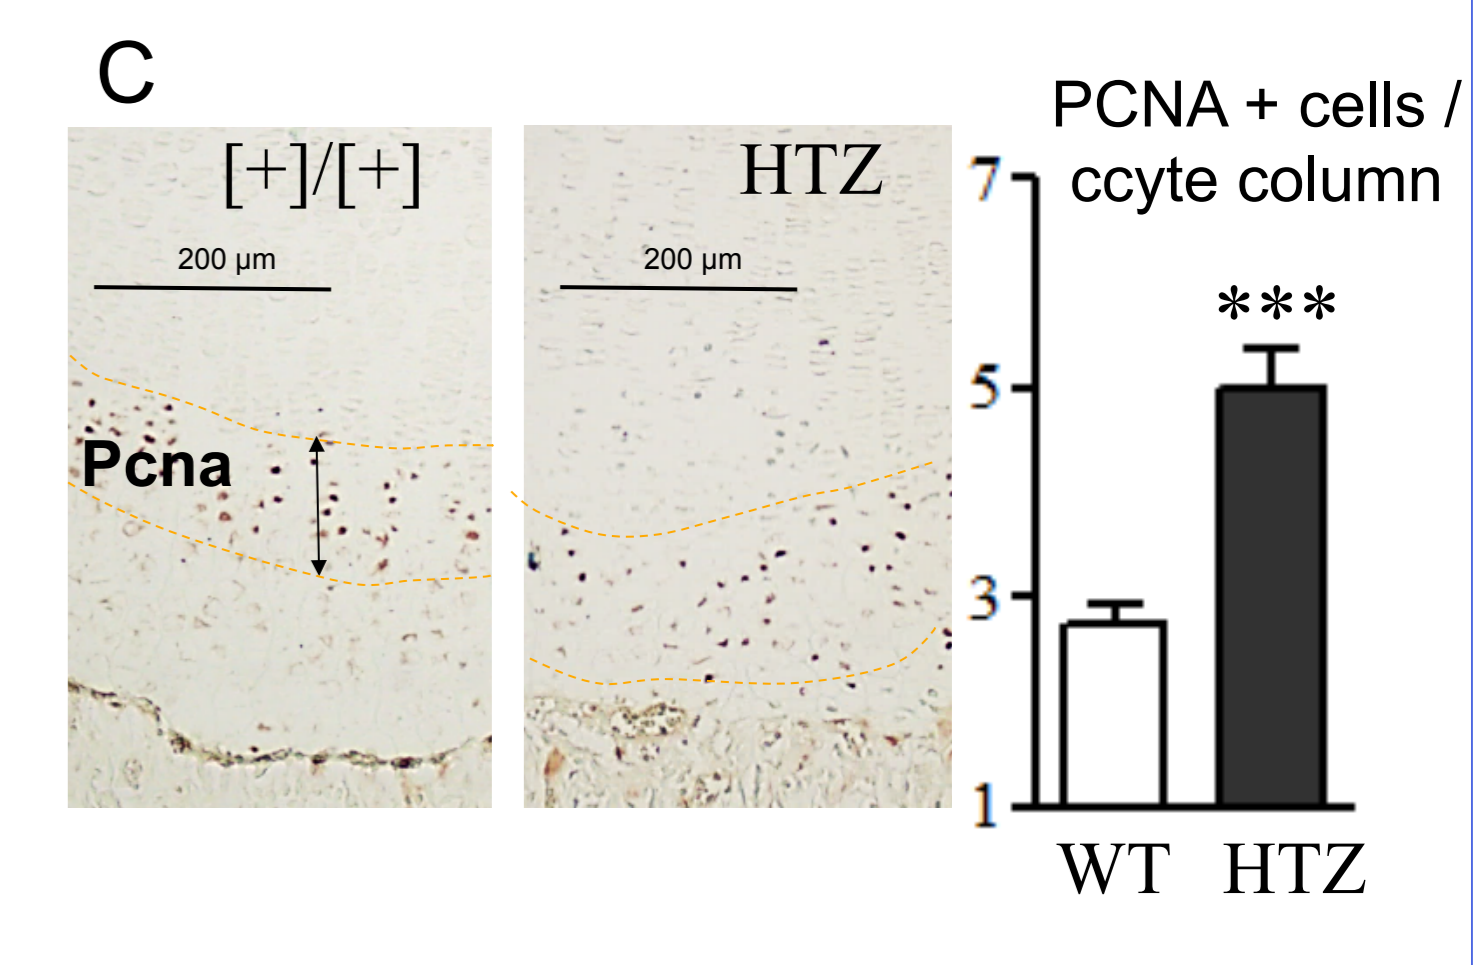 C
[+]/[+]
200 µm
Pcna
HTZ
200 µm
PCNA + cells /
ccyte column
7
5
3
1
***
WT HTZ